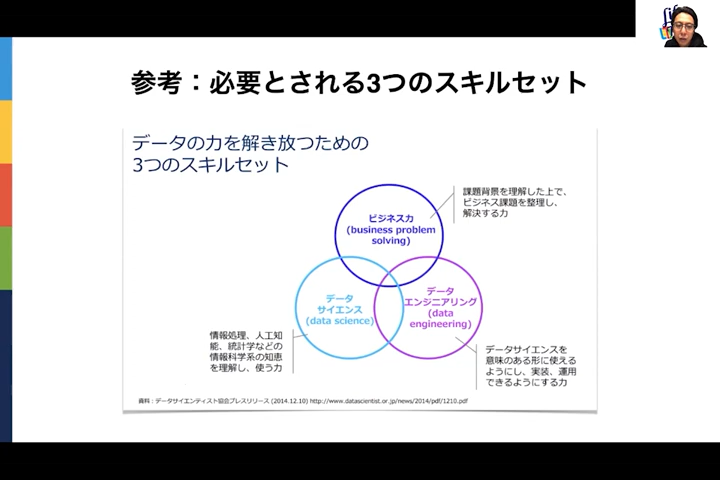 参考：必要とされる3つのスキルセット
データの力を解き放つための
3つのスキルセット
ビジネス力
(business problem
solving)
課題背景を理解した上で、
ビジネス課題を整理し、
解決する力
データ
サイエンス
(data science)
データ
エンジニアリング
(data
engineering)
情報処理、人工知
能、統計学などの
情報科学系の知恵
を理解し、使う力
データサイエンスを
意味のある形に使える
ようにし、実装、運用
できるようにする力
資料：データサイエンティスト協会プレスリリース (2014.12.10) http://www.datascientist.or.jp/news/2014/pdf/1210.pdf